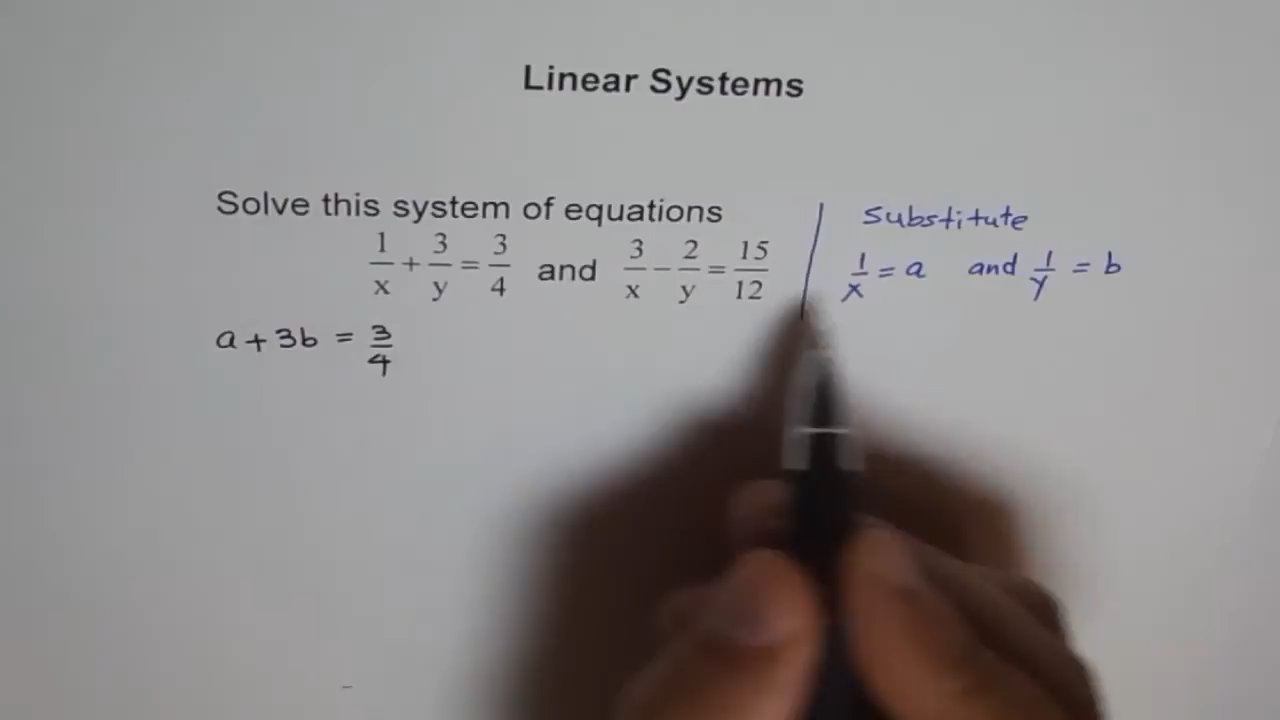 Linear Systems
Solve this system of equations
1/x + 3/y = 3/4 and 3/x − 2/y = 15/12
Substitute
1/x = a and 1/y = b
a + 3b = 3/4